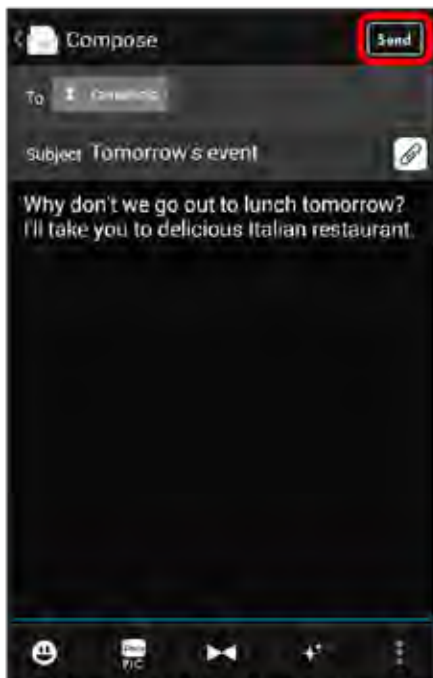 Compose
Send
To
Subject Tomorrow's event
Why don't we go out to lunch tomorrow?
I'll take you to delicious Italian restaurant.
PIC